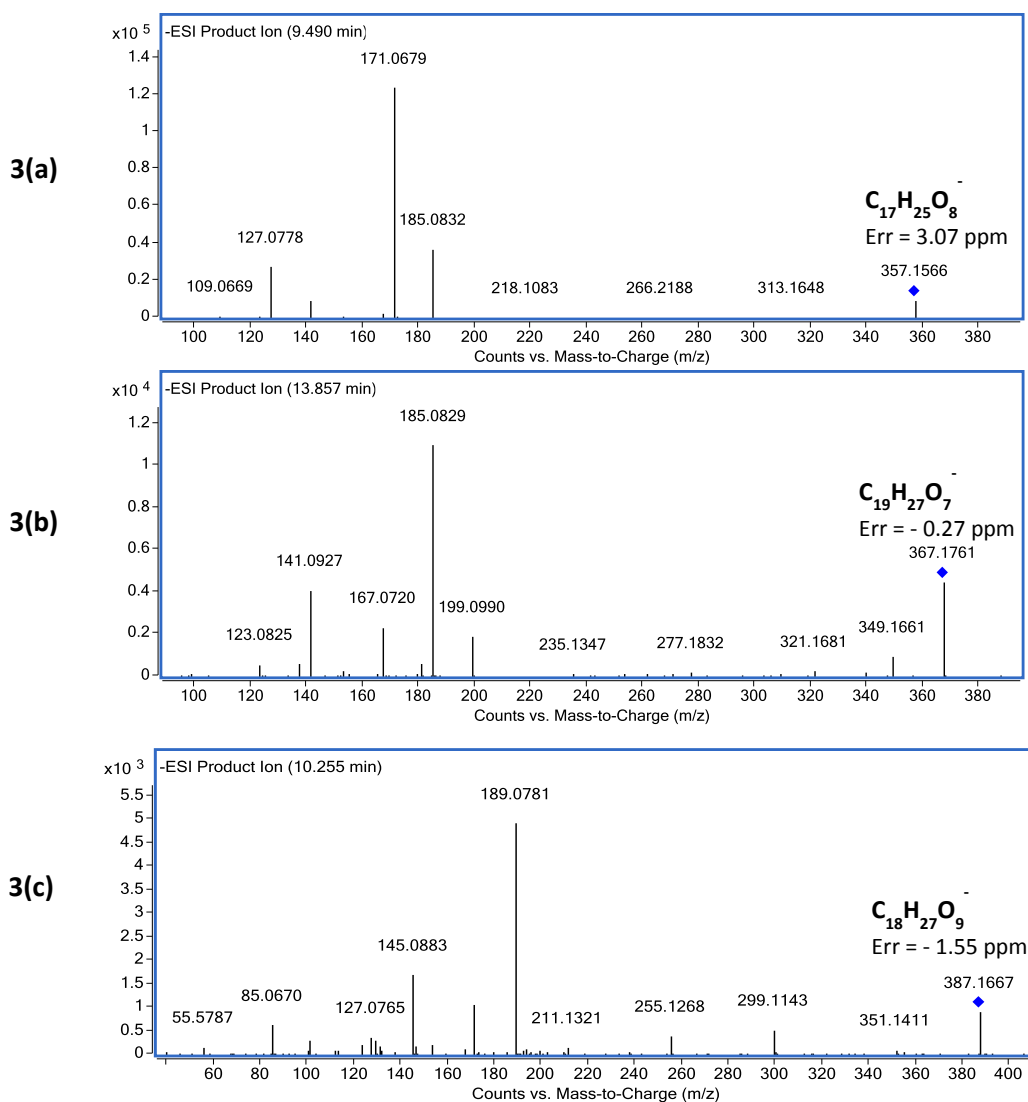 3(a)
x10 5
-ESI Product Ion (9.490 min)
1.4
1.2
1
0.8
0.6
0.4
0.2
0
171.0679
185.0832
127.0778
109.0669
218.1083
266.2188
313.1648
C17H25O8-
Err = 3.07 ppm
357.1566
100 120 140 160 180 200 220 240 260 280 300 320 340 360 380
Counts vs. Mass-to-Charge (m/z)
3(b)
x10 4
-ESI Product Ion (13.857 min)
1.2
1
0.8
0.6
0.4
0.2
0
185.0829
141.0927
167.0720
199.0990
123.0825
235.1347
277.1832
321.1681
349.1661
C19H27O7-
Err = - 0.27 ppm
367.1761
100 120 140 160 180 200 220 240 260 280 300 320 340 360 380
Counts vs. Mass-to-Charge (m/z)
3(c)
x10 3
-ESI Product Ion (10.255 min)
5.5
5
4.5
4
3.5
3
2.5
2
1.5
1
0.5
0
189.0781
145.0883
85.0670
127.0765
55.5787
211.1321
255.1268
299.1143
351.1411
C18H27O9-
Err = - 1.55 ppm
387.1667
60 80 100 120 140 160 180 200 220 240 260 280 300 320 340 360 380 400
Counts vs. Mass-to-Charge (m/z)